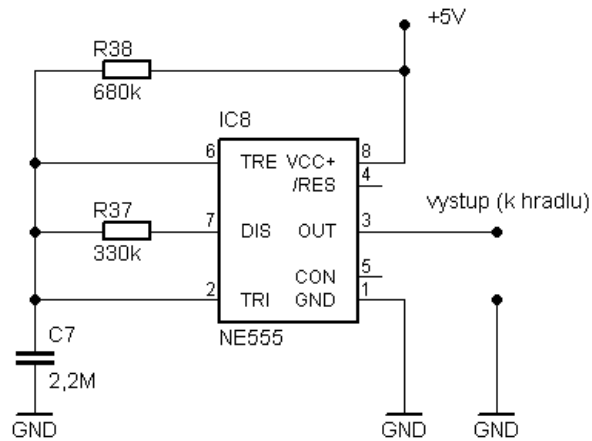 +5V
R38
680k
IC8
6
TRE
VCC+
8
/RES
4
vystup (k hradlu)
R37
330k
7
DIS
OUT
3
CON
5
2
TRI
GND
1
NE555
C7
2,2M
GND
GND
GND